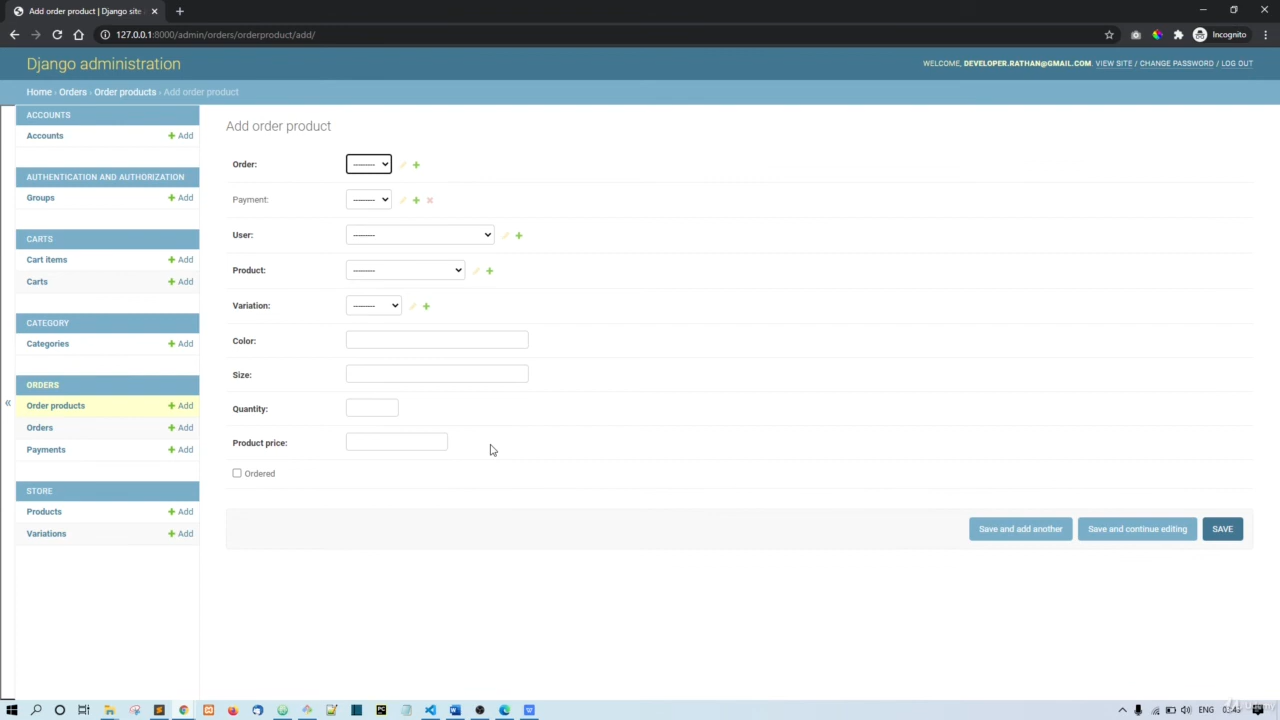 Add order product | Django site
127.0.0.1:8000/admin/orders/orderproduct/add/
Incognito
Django administration
WELCOME, DEVELOPER.RATHAN@GMAIL.COM. VIEW SITE / CHANGE PASSWORD / LOG OUT
Home › Orders › Order products › Add order product
ACCOUNTS
Accounts + Add
AUTHENTICATION AND AUTHORIZATION
Groups + Add
CARTS
Cart items + Add
Carts + Add
CATEGORY
Categories + Add
ORDERS
Order products + Add
Orders + Add
Payments + Add
STORE
Products + Add
Variations + Add
«
Add order product
Order: ---------
Payment: ---------
User: ---------
Product: ---------
Variation: ---------
Color:
Size:
Quantity:
Product price:
Ordered
Save and add another
Save and continue editing
SAVE
ENG